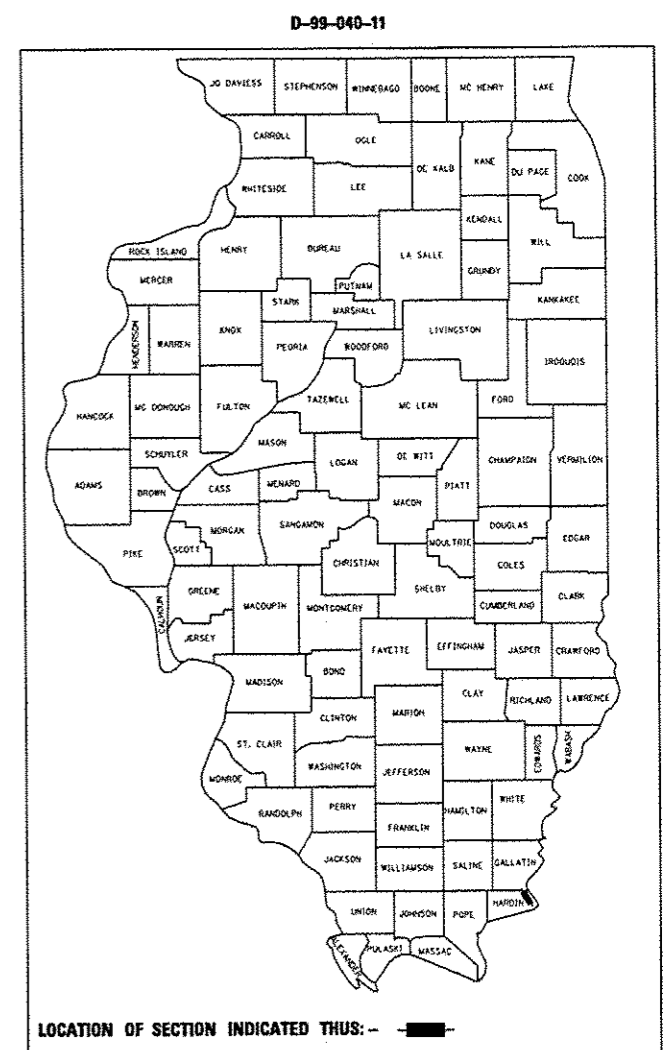 D-99-040-11
JO DAVIESS STEPHENSON WINNEBAGO BOONE MC HENRY LAKE
CARROLL OGLE
DE KALB KANE DU PAGE COOK
WHITESIDE LEE
KENDALL
ROCK ISLAND HENRY BUREAU LA SALLE WILL
MERCER GRUNDY
PUTNAM
STARK MARSHALL KANKAKEE
HENDERSON WARREN KNOX PEORIA WOODFORD LIVINGSTON IROQUOIS
TAZEWELL MC LEAN FORD
HANCOCK MC DONOUGH FULTON
MASON
SCHUYLER LOGAN DE WITT CHAMPAIGN VERMILION
ADAMS BROWN CASS MENARD PIATT
MACON
MORGAN SANGAMON DOUGLAS
PIKE SCOTT CHRISTIAN MOULTRIE EDGAR
COLES
CALHOUN GREENE MACOUPIN MONTGOMERY SHELBY CUMBERLAND CLARK
JERSEY FAYETTE EFFINGHAM JASPER CRAWFORD
MADISON BOND
CLAY RICHLAND LAWRENCE
CLINTON MARION
ST. CLAIR WAYNE EDWARDS WABASH
WASHINGTON JEFFERSON
MONROE
RANDOLPH PERRY HAMILTON WHITE
FRANKLIN
JACKSON WILLIAMSON SALINE GALLATIN
UNION JOHNSON POPE HARDIN
ALEXANDER PULASKI MASSAC
LOCATION OF SECTION INDICATED THUS:- -